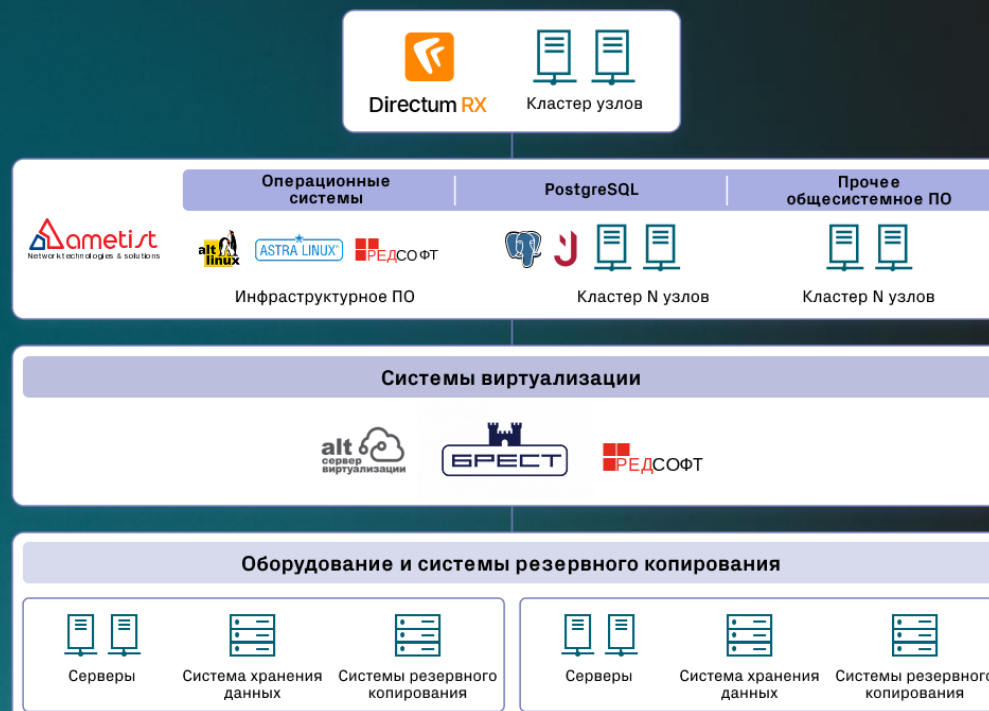 Directum RX
Кластер узлов
Операционные
системы
PostgreSQL
Прочее
общесистемное ПО
ametist
Network technologies & solutions
alt
linux
ASTRA LINUX®
РЕДСОФТ
Инфраструктурное ПО
Кластер N узлов
Кластер N узлов
Системы виртуализации
alt
сервер
виртуализации
БРЕСТ
РЕДСОФТ
Оборудование и системы резервного копирования
Серверы
Система хранения
данных
Системы резервного
копирования
Серверы
Система хранения
данных
Системы резервного
копирования